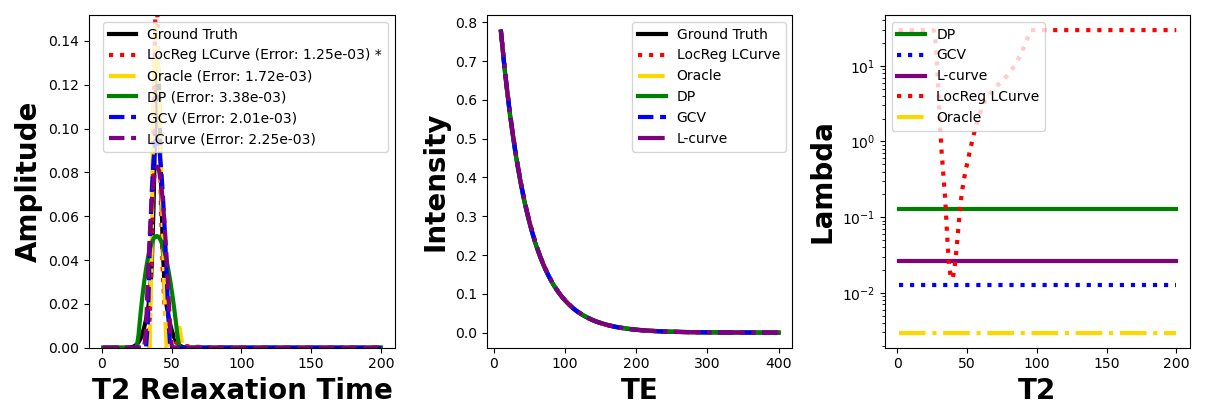 Amplitude
0.14
0.12
0.10
0.08
0.06
0.04
0.02
0.00
Ground Truth
LocReg LCurve (Error: 1.25e-03) *
Oracle (Error: 1.72e-03)
DP (Error: 3.38e-03)
GCV (Error: 2.01e-03)
LCurve (Error: 2.25e-03)
0
50
100
150
200
T2 Relaxation Time
Intensity
0.8
0.7
0.6
0.5
0.4
0.3
0.2
0.1
0.0
Ground Truth
LocReg LCurve
Oracle
DP
GCV
L-curve
0
100
200
300
400
TE
Lambda
10¹
10⁰
10⁻¹
10⁻²
DP
GCV
L-curve
LocReg LCurve
Oracle
0
50
100
150
200
T2